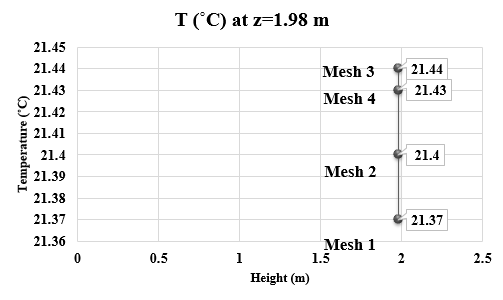 T (˚C) at z=1.98 m
Temperature (˚C)
21.45
21.44
21.43
21.42
21.41
21.4
21.39
21.38
21.37
21.36
Mesh 3
21.44
Mesh 4
21.43
21.4
Mesh 2
21.37
Mesh 1
0
0.5
1
1.5
2
2.5
Height (m)